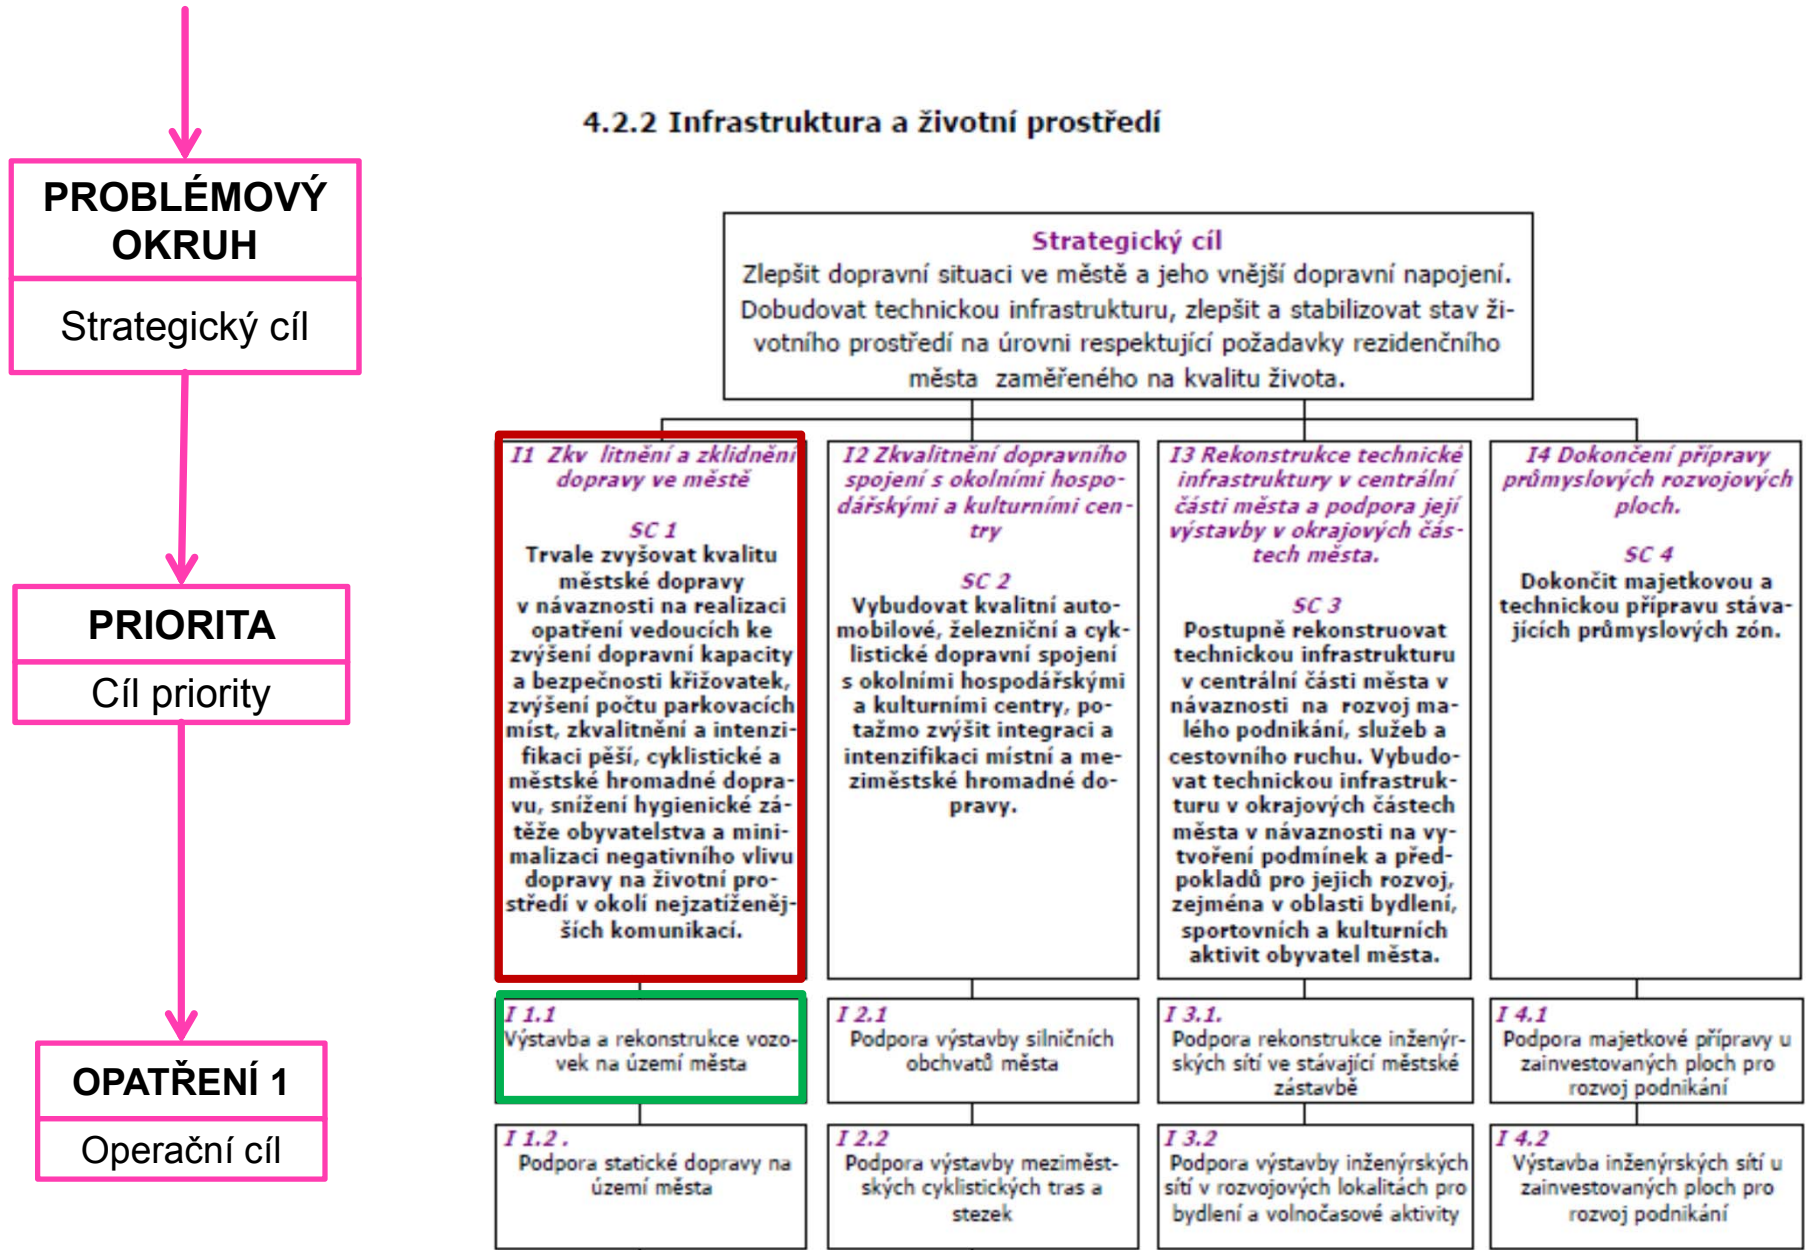 PROBLÉMOVÝ
OKRUH
Strategický cíl
PRIORITA
Cíl priority
OPATŘENÍ 1
Operační cíl
4.2.2 Infrastruktura a životní prostředí
Strategický cíl
Zlepšit dopravní situaci ve městě a jeho vnější dopravní napojení.
Dobudovat technickou infrastrukturu, zlepšit a stabilizovat stav ži-
votního prostředí na úrovni respektující požadavky rezidenčního
města zaměřeného na kvalitu života.
I1 Zkv litnění a zklidnění
dopravy ve městě
SC 1
Trvale zvyšovat kvalitu
městské dopravy
v návaznosti na realizaci
opatření vedoucích ke
zvýšení dopravní kapacity
a bezpečnosti křižovatek,
zvýšení počtu parkovacích
míst, zkvalitnění a intenzi-
fikaci pěší, cyklistické a
městské hromadné dopra-
vu, snížení hygienické zá-
těže obyvatelstva a mini-
malizaci negativního vlivu
dopravy na životní pro-
středí v okolí nejzatíženěj-
ších komunikací.
I 1.1
Výstavba a rekonstrukce vozo-
vek na území města
I 1.2 .
Podpora statické dopravy na
území města
I2 Zkvalitnění dopravního
spojení s okolními hospo-
dářskými a kulturními cen-
try
SC 2
Vybudovat kvalitní auto-
mobilové, železniční a cyk-
listické dopravní spojení
s okolními hospodářskými
a kulturními centry, po-
tažmo zvýšit integraci a
intenzifikaci místní a me-
ziměstské hromadné do-
pravy.
I 2.1
Podpora výstavby silničních
obchvatů města
I 2.2
Podpora výstavby meziměst-
ských cyklistických tras a
stezek
I3 Rekonstrukce technické
infrastruktury v centrální
části města a podpora její
výstavby v okrajových čás-
tech města.
SC 3
Postupně rekonstruovat
technickou infrastrukturu
v centrální části města v
návaznosti na rozvoj ma-
lého podnikání, služeb a
cestovního ruchu. Vybudo-
vat technickou infrastruk-
turu v okrajových částech
města v návaznosti na vy-
tvoření podmínek a před-
pokladů pro jejich rozvoj,
zejména v oblasti bydlení,
sportovních a kulturních
aktivit obyvatel města.
I 3.1.
Podpora rekonstrukce inženýr-
ských sítí ve stávající městské
zástavbě
I 3.2
Podpora výstavby inženýrských
sítí v rozvojových lokalitách pro
bydlení a volnočasové aktivity
I4 Dokončení přípravy
průmyslových rozvojových
ploch.
SC 4
Dokončit majetkovou a
technickou přípravu stáva-
jících průmyslových zón.
I 4.1
Podpora majetkové přípravy u
zainvestovaných ploch pro
rozvoj podnikání
I 4.2
Výstavba inženýrských sítí u
zainvestovaných ploch pro
rozvoj podnikání